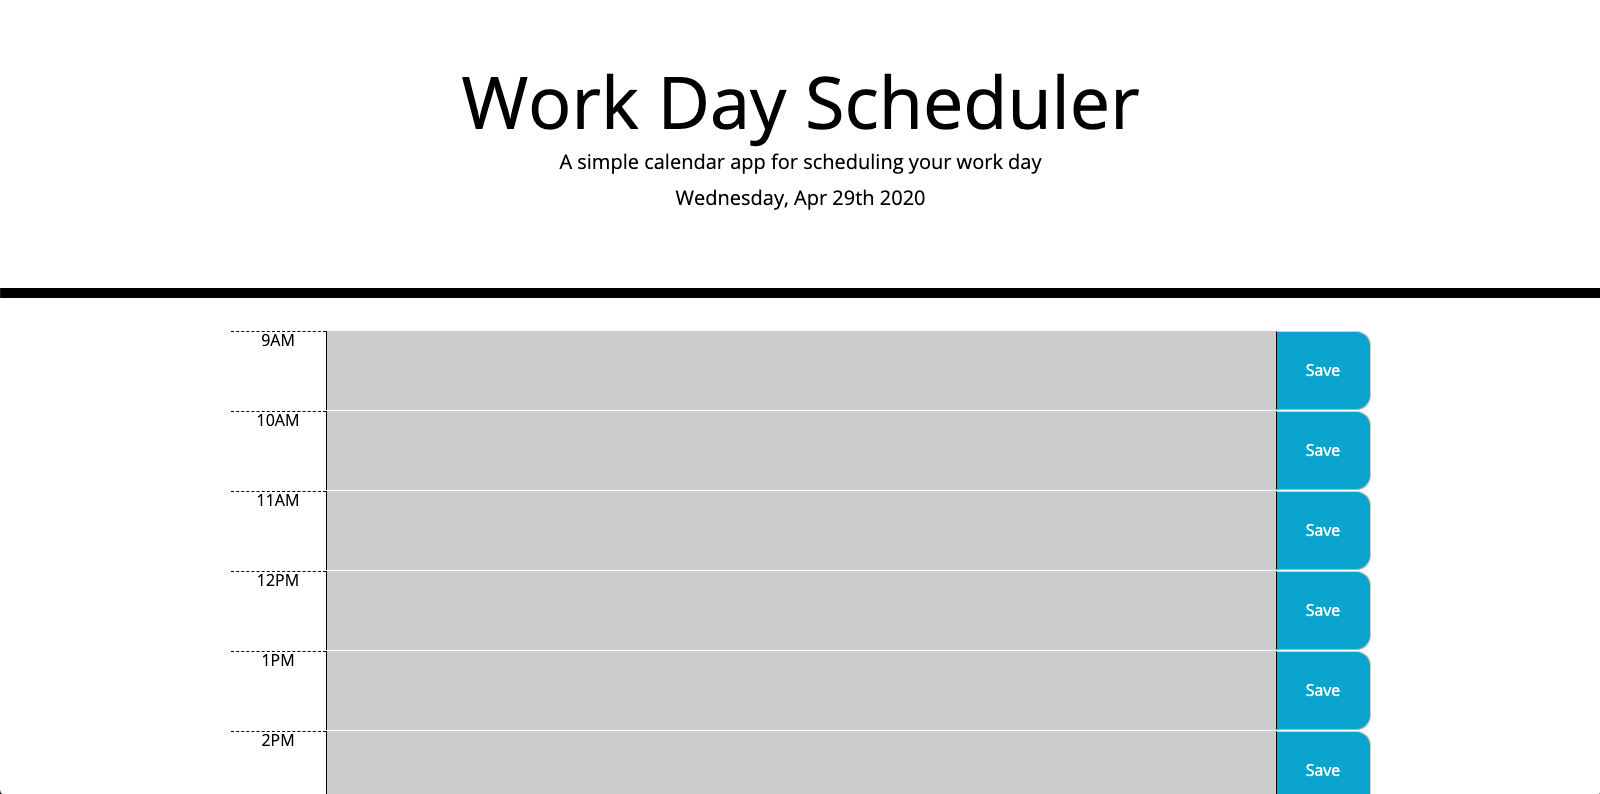 Work Day Scheduler
A simple calendar app for scheduling your work day
Wednesday, Apr 29th 2020
9AM
Save
10AM
Save
11AM
Save
12PM
Save
1PM
Save
2PM
Save